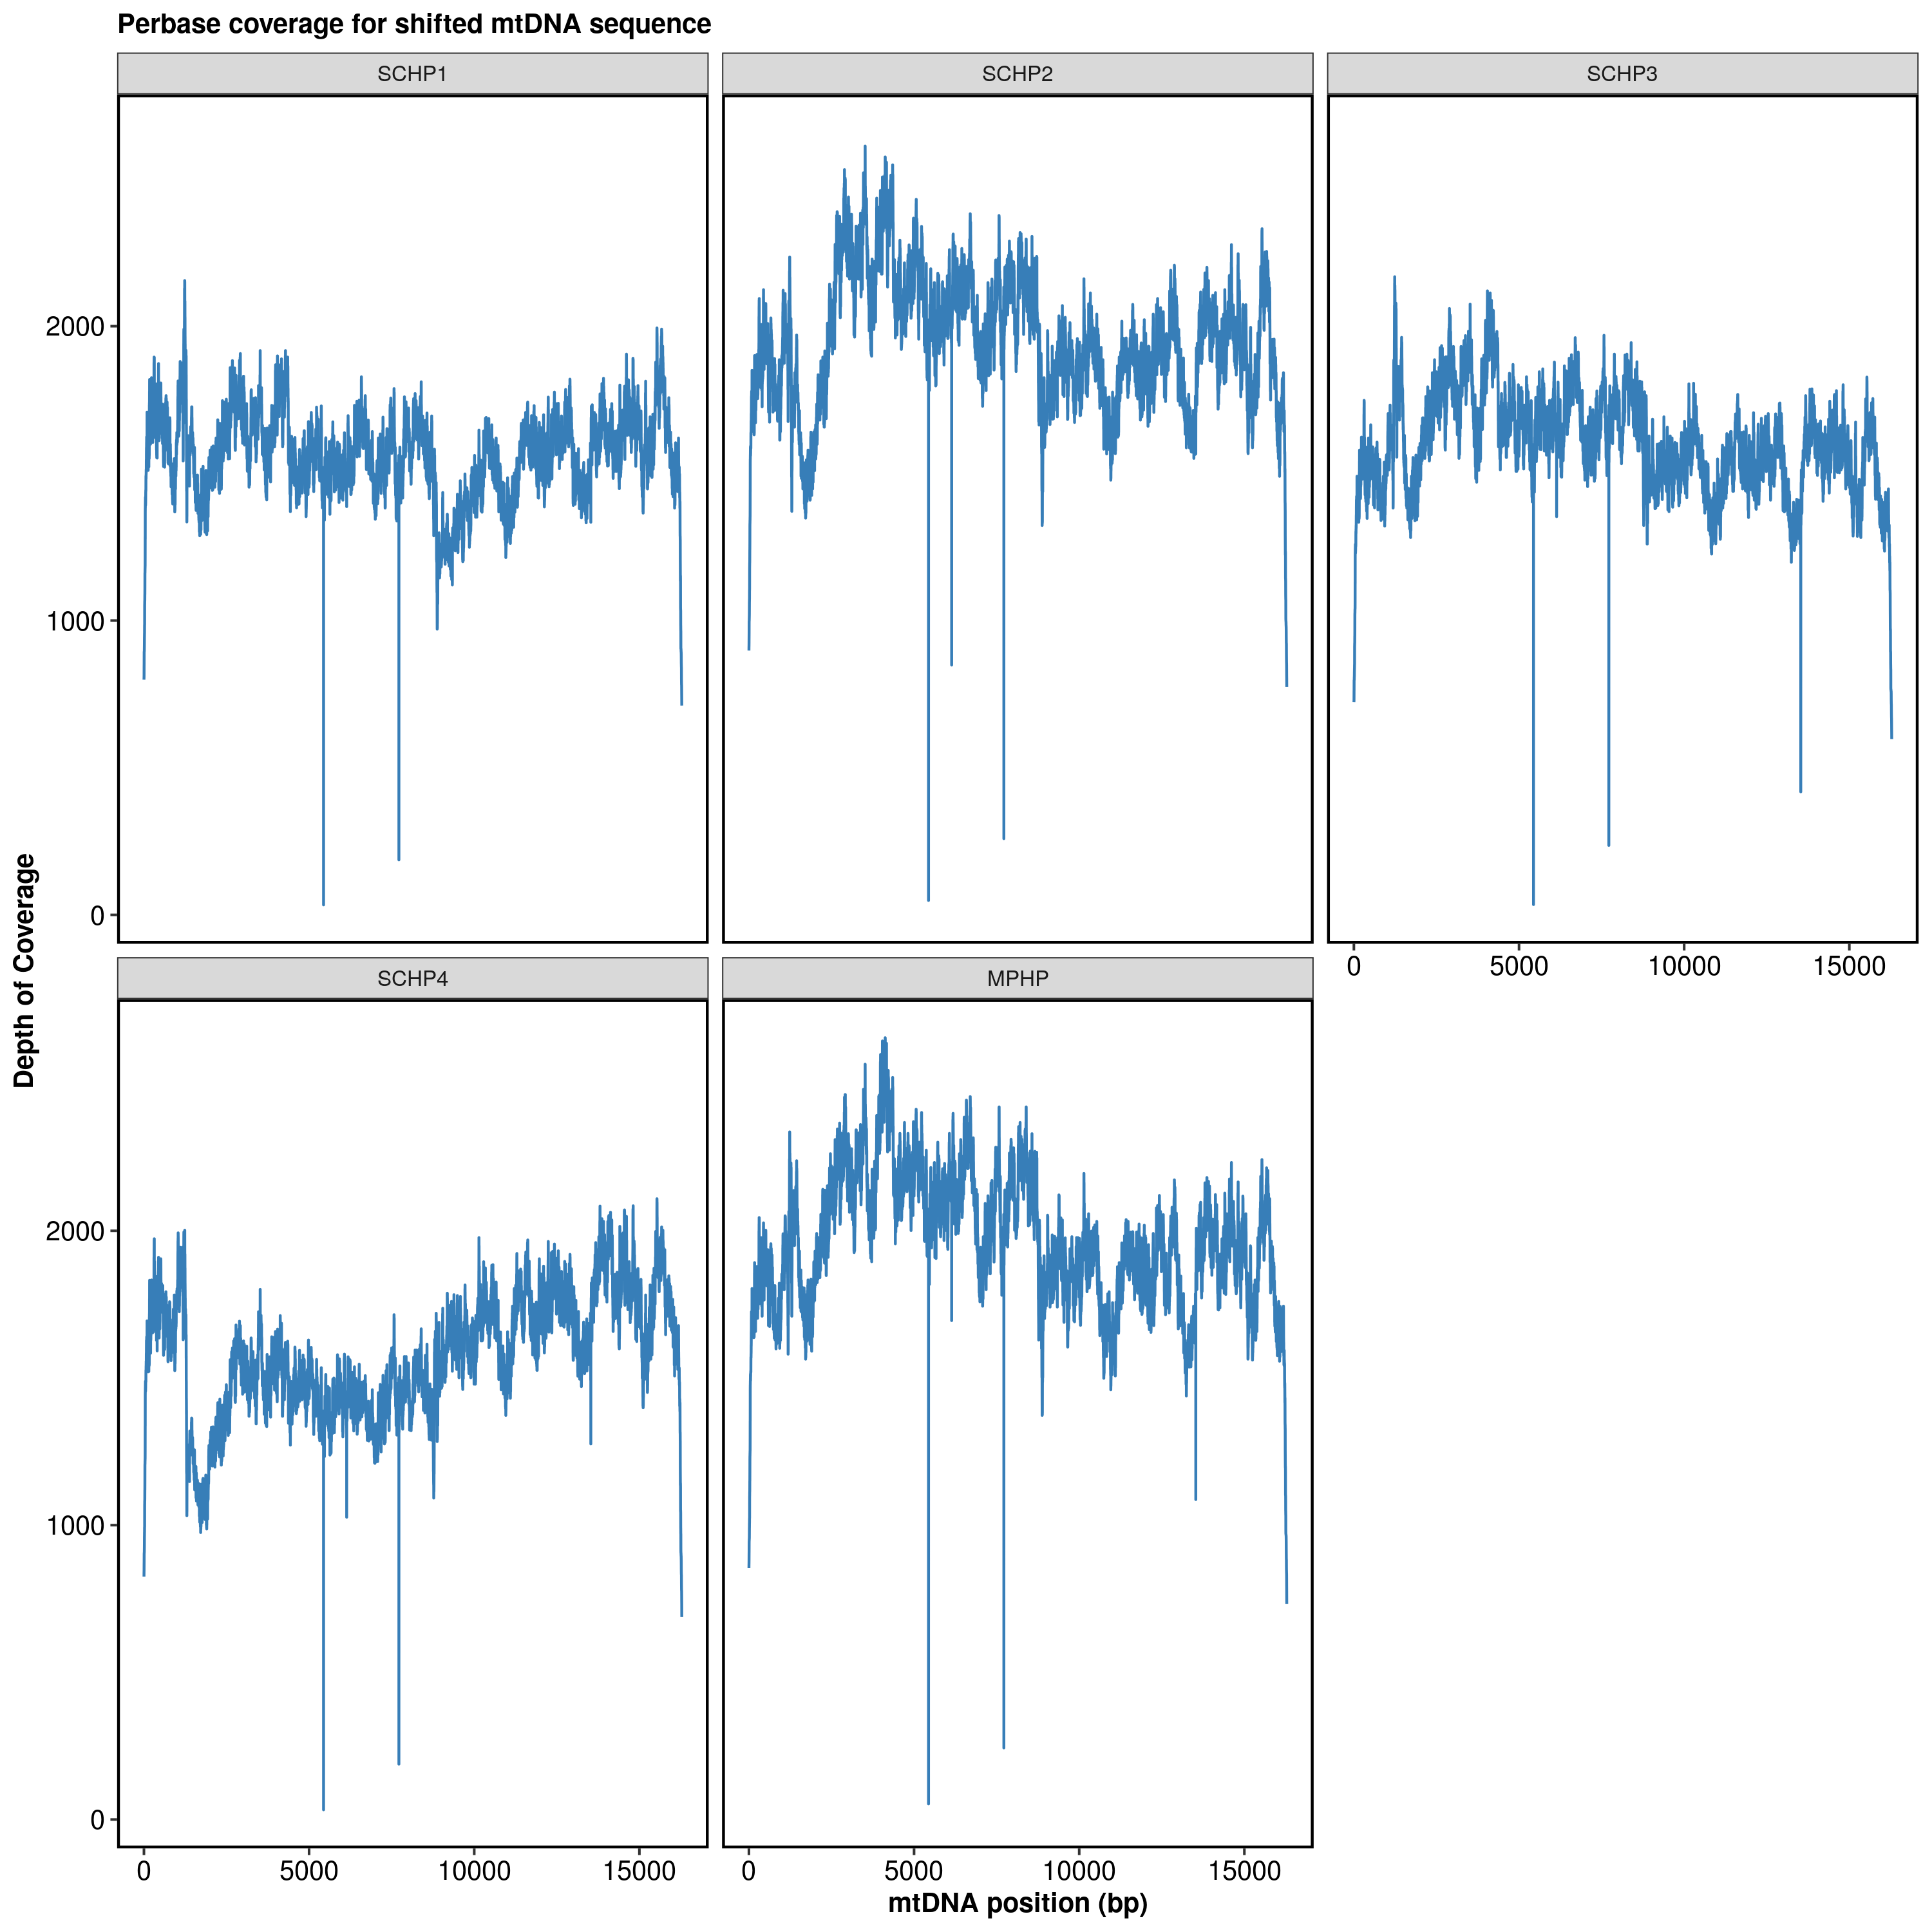 Perbase coverage for shifted mtDNA sequence
SCHP1
SCHP2
SCHP3
2000
1000
0
0
5000
10000
15000
SCHP4
MPHP
Depth of Coverage
2000
1000
0
0
5000
10000
15000
0
5000
10000
15000
mtDNA position (bp)